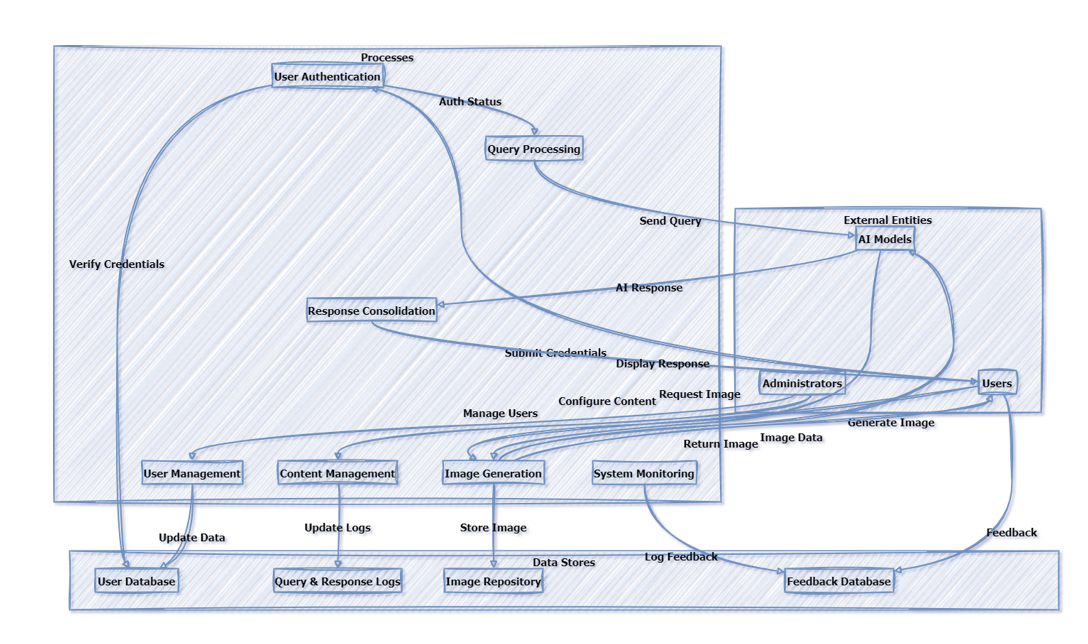 Processes
User Authentication
Auth Status
Query Processing
Send Query
External Entities
AI Models
Verify Credentials
AI Response
Response Consolidation
Submit Credentials
Display Response
Administrators
Users
Request Image
Configure Content
Manage Users
Generate Image
Image Data
Return Image
User Management
Content Management
Image Generation
System Monitoring
Update Data
Update Logs
Store Image
Feedback
Log Feedback
Data Stores
User Database
Query & Response Logs
Image Repository
Feedback Database